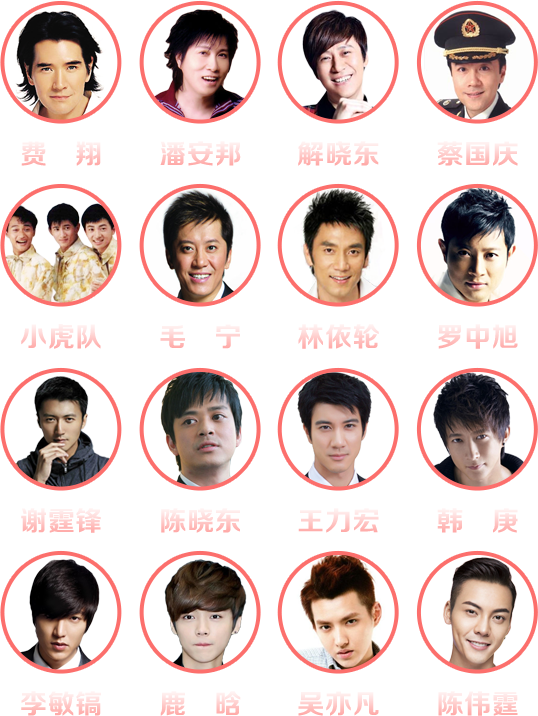 费 翔 潘安邦 解晓东 蔡国庆
小虎队 毛 宁 林依轮 罗中旭
谢霆锋 陈晓东 王力宏 韩 庚
李敏镐 鹿 晗 吴亦凡 陈伟霆